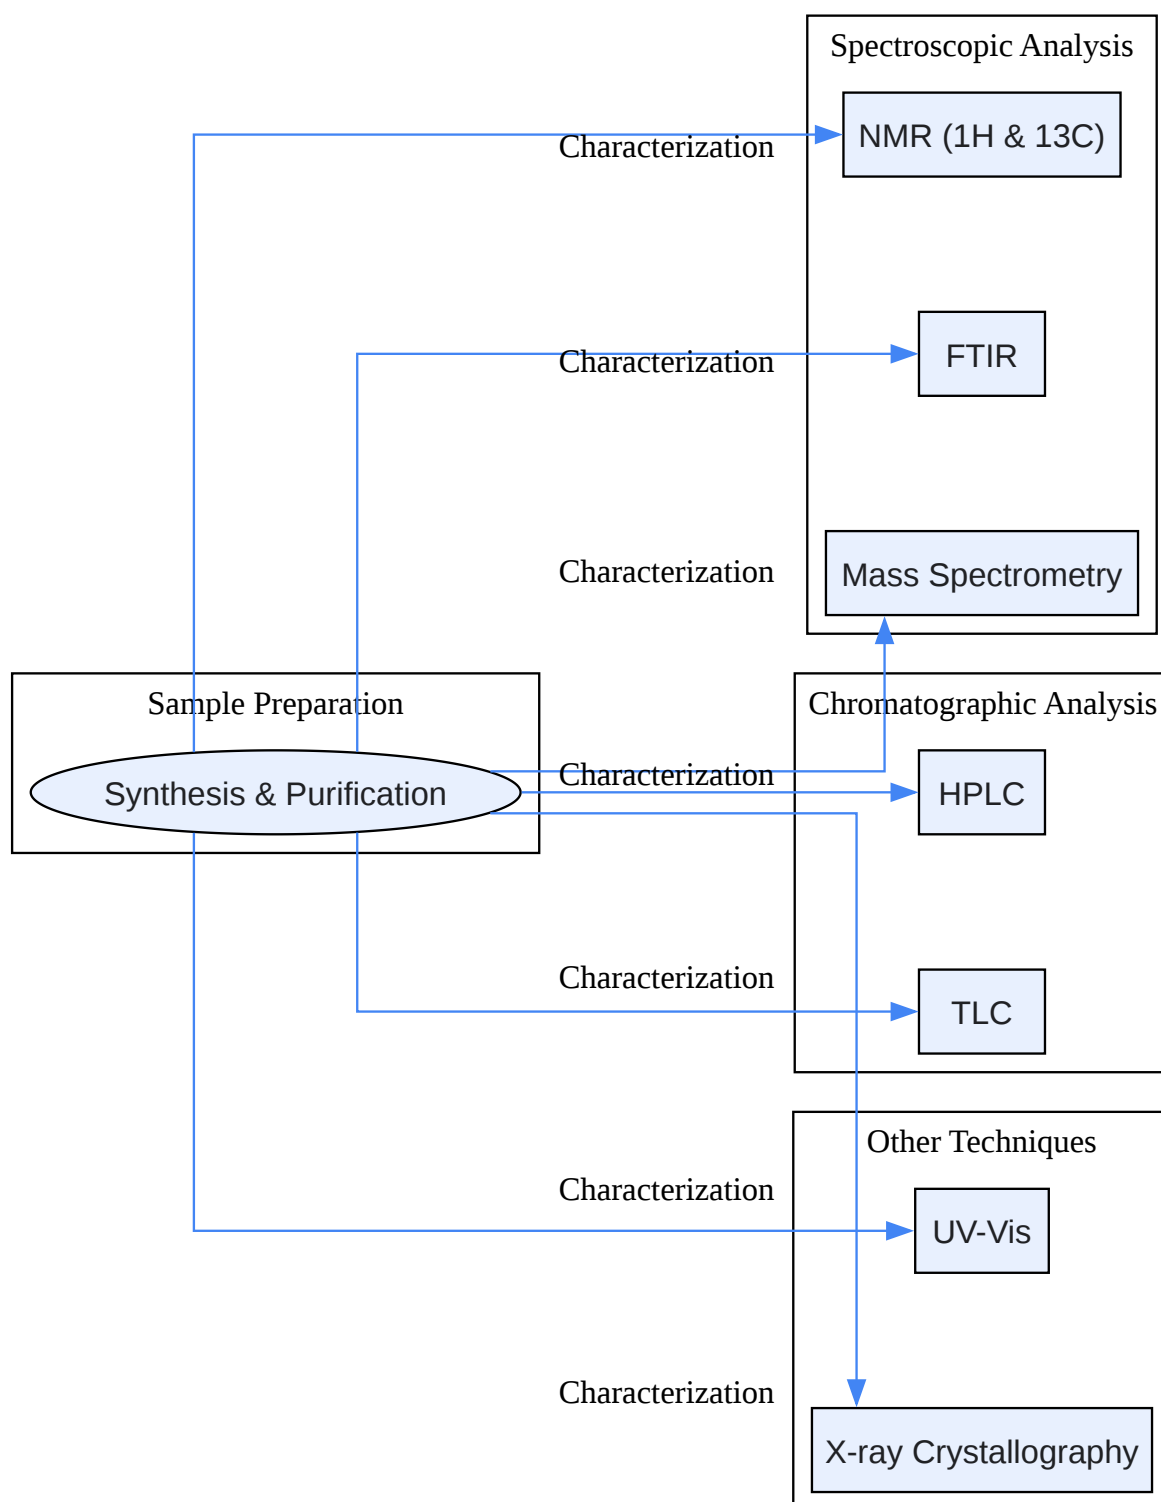 Spectroscopic Analysis
Characterization
NMR (1H & 13C)
Characterization
FTIR
Characterization
Mass Spectrometry
Sample Preparation
Chromatographic Analysis
Synthesis & Purification
Characterization
HPLC
Characterization
TLC
Other Techniques
Characterization
UV-Vis
Characterization
X-ray Crystallography